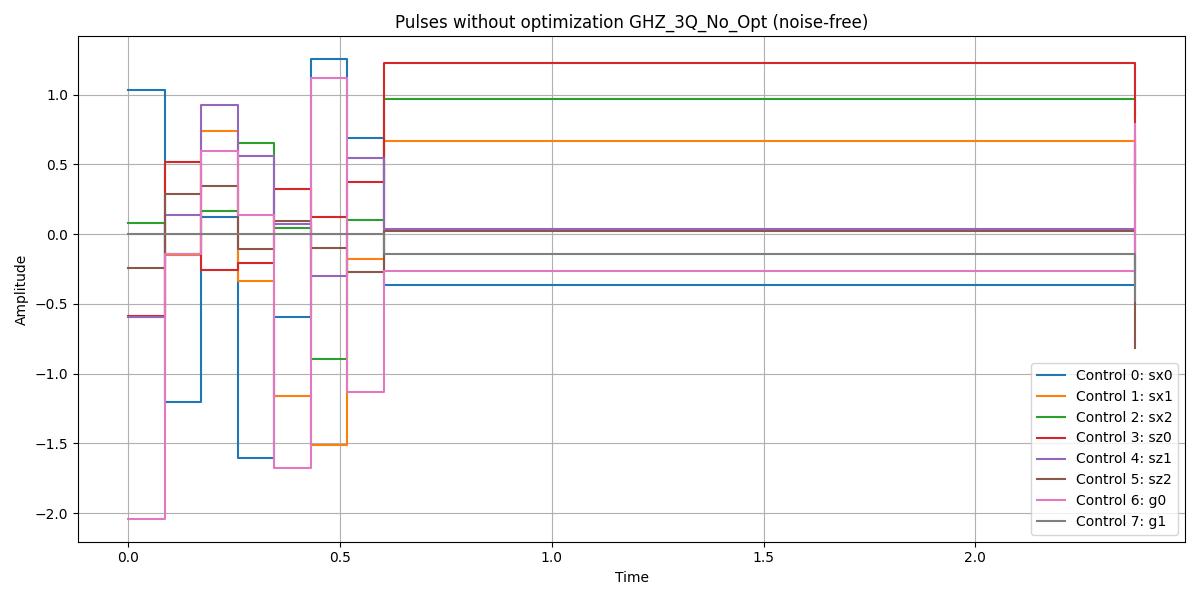 Pulses without optimization GHZ_3Q_No_Opt (noise-free)
Amplitude
1.0
0.5
0.0
−0.5
−1.0
−1.5
−2.0
0.0 0.5 1.0 1.5 2.0
Time
Control 0: sx0
Control 1: sx1
Control 2: sx2
Control 3: sz0
Control 4: sz1
Control 5: sz2
Control 6: g0
Control 7: g1